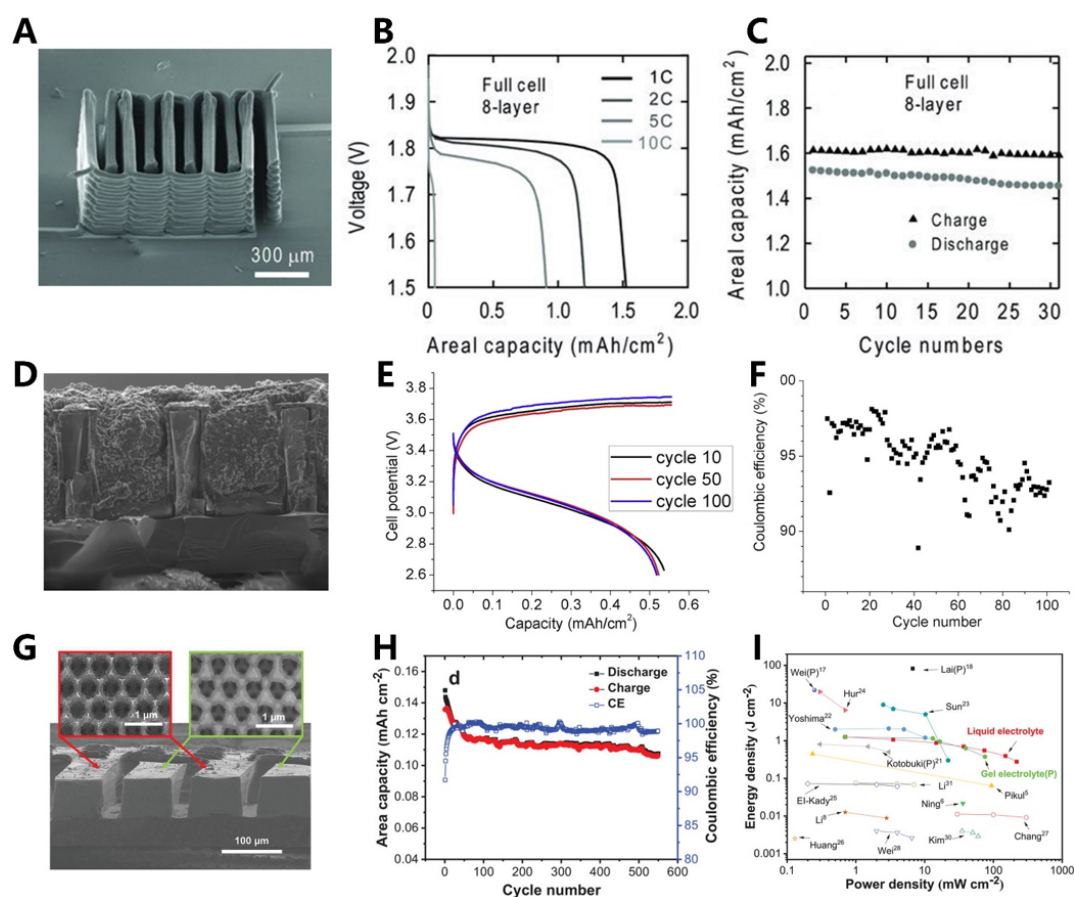 A
300 μm
B
Full cell
8-layer
1C
2C
5C
10C
2.0
1.9
1.8
1.7
1.6
1.5
Voltage (V)
0 0.5 1.0 1.5 2.0
Areal capacity (mAh/cm²)
C
Full cell
8-layer
Charge
Discharge
2.0
1.8
1.6
1.4
1.2
1.0
Areal capacity (mAh/cm²)
0 5 10 15 20 25 30
Cycle numbers
D
E
3.8
3.6
3.4
3.2
3.0
2.8
2.6
Cell potential (V)
cycle 10
cycle 50
cycle 100
0.0 0.1 0.2 0.3 0.4 0.5 0.6
Capacity (mAh/cm²)
F
00
95
90
Coulombic efficiency (%)
0 20 40 60 80 100
Cycle number
G
1 μm
1 μm
100 μm
H
d
Discharge
Charge
CE
0.20
0.18
0.16
0.14
0.12
0.10
0.08
0.06
0.04
Area capacity (mAh cm⁻²)
110
105
100
95
90
85
80
Coulombic efficiency (%)
0 50 100 150 200 250 300 350 400 450 500 550 600
Cycle number
I
100
10
1
0.1
0.01
0.001
Energy density (J cm⁻²)
Wei(P)¹⁷
Hur²⁴
Lai(P)¹⁸
Sun²³
Yoshima²²
Liquid electrolyte
Kotobuki(P)²¹
Gel electrolyte(P)
Li³¹
Pikul⁵
El-Kady²⁵
Ning⁶
Li⁸
Chang²⁷
Huang²⁶
Wei²⁸
Kim³⁰
0.1 1 10 100 1000
Power density (mW cm⁻²)